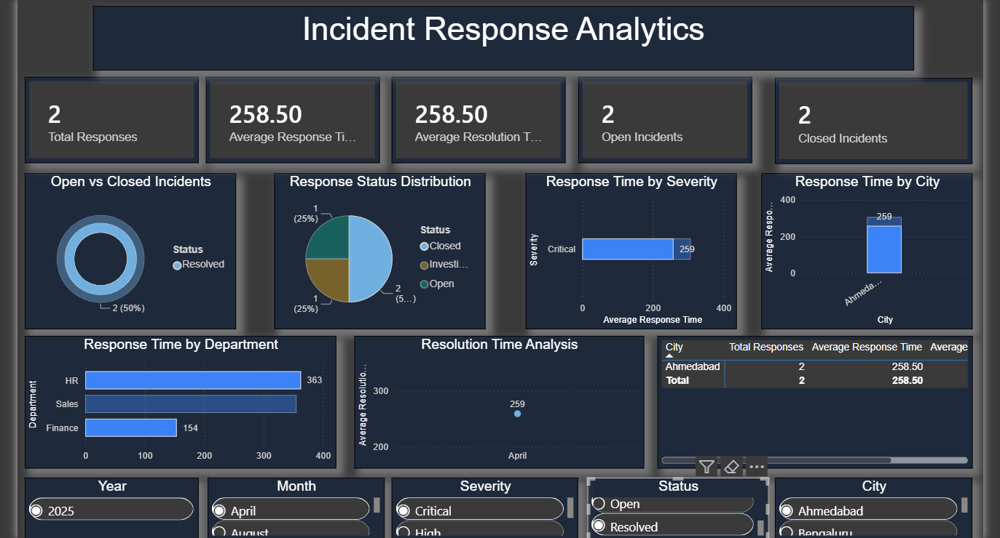 Incident Response Analytics
2
Total Responses
258.50
Average Response Ti...
258.50
Average Resolution T...
2
Open Incidents
2
Closed Incidents
Open vs Closed Incidents
Status
Resolved
2 (50%)
Response Status Distribution
1
(25%)
1
(25%)
2
(5...)
Status
Closed
Investi...
Open
Response Time by Severity
Severity
Critical
259
0 200 400
Average Response Time
Response Time by City
Average Respo...
400
200
0
259
Ahmeda...
City
Response Time by Department
Department
HR 363
Sales
Finance 154
0 100 200 300 400
Resolution Time Analysis
Average Resolutio...
300
200
259
April
City Total Responses Average Response Time Average
Ahmedabad 2 258.50
Total 2 258.50
Year
2025
Month
April
August
Severity
Critical
High
Status
Open
Resolved
City
Ahmedabad
Bengaluru